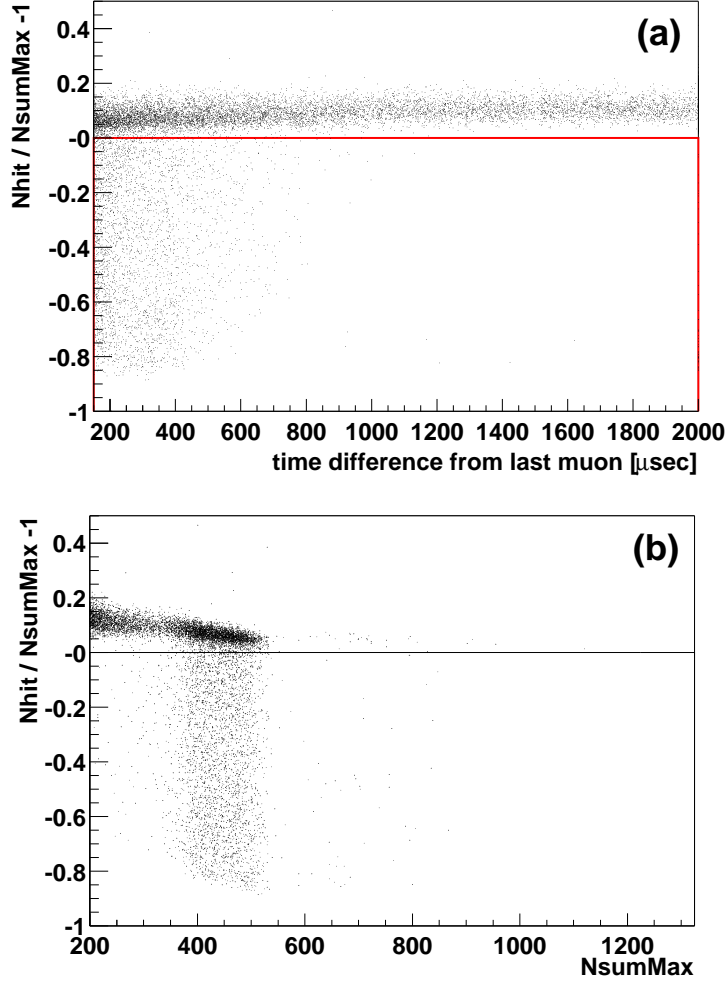 (a)
Nhit / NsumMax -1
0.4
0.2
-0
-0.2
-0.4
-0.6
-0.8
-1
200 400 600 800 1000 1200 1400 1600 1800 2000
time difference from last muon [μsec]
(b)
Nhit / NsumMax -1
0.4
0.2
-0
-0.2
-0.4
-0.6
-0.8
-1
200 400 600 800 1000 1200
NsumMax